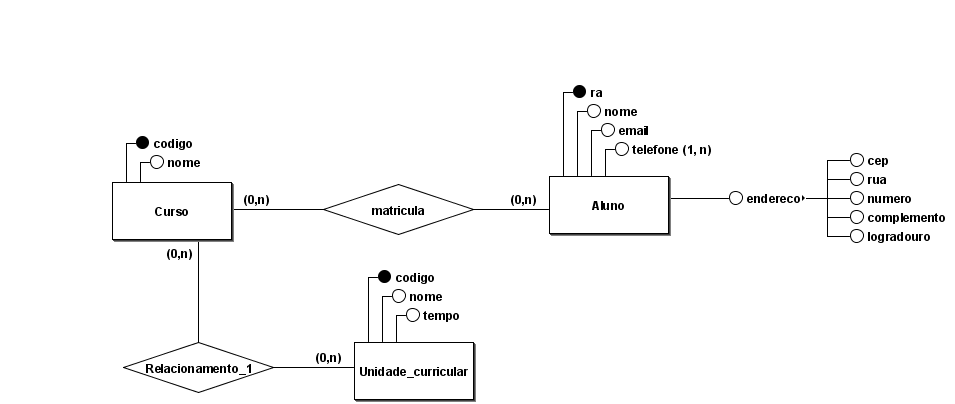 ra
nome
email
telefone (1, n)
codigo
nome
Curso
(0,n)
matricula
(0,n)
Aluno
endereco
cep
rua
numero
complemento
logradouro
(0,n)
codigo
nome
tempo
Relacionamento_1
(0,n)
Unidade_curricular